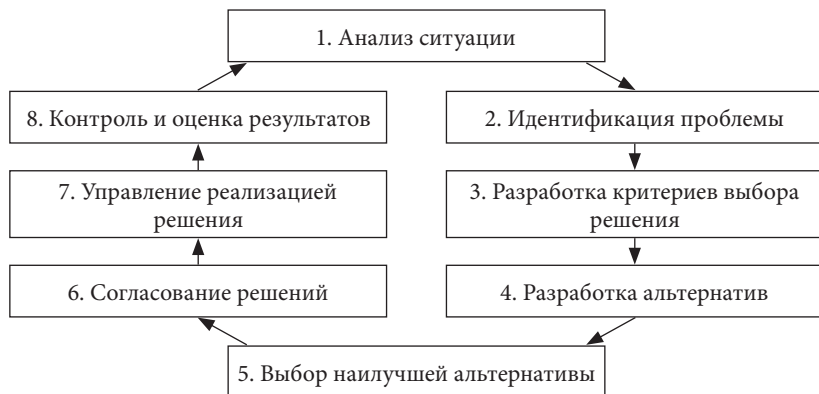 1. Анализ ситуации
2. Идентификация проблемы
3. Разработка критериев выбора
решения
4. Разработка альтернатив
5. Выбор наилучшей альтернативы
6. Согласование решений
7. Управление реализацией
решения
8. Контроль и оценка результатов